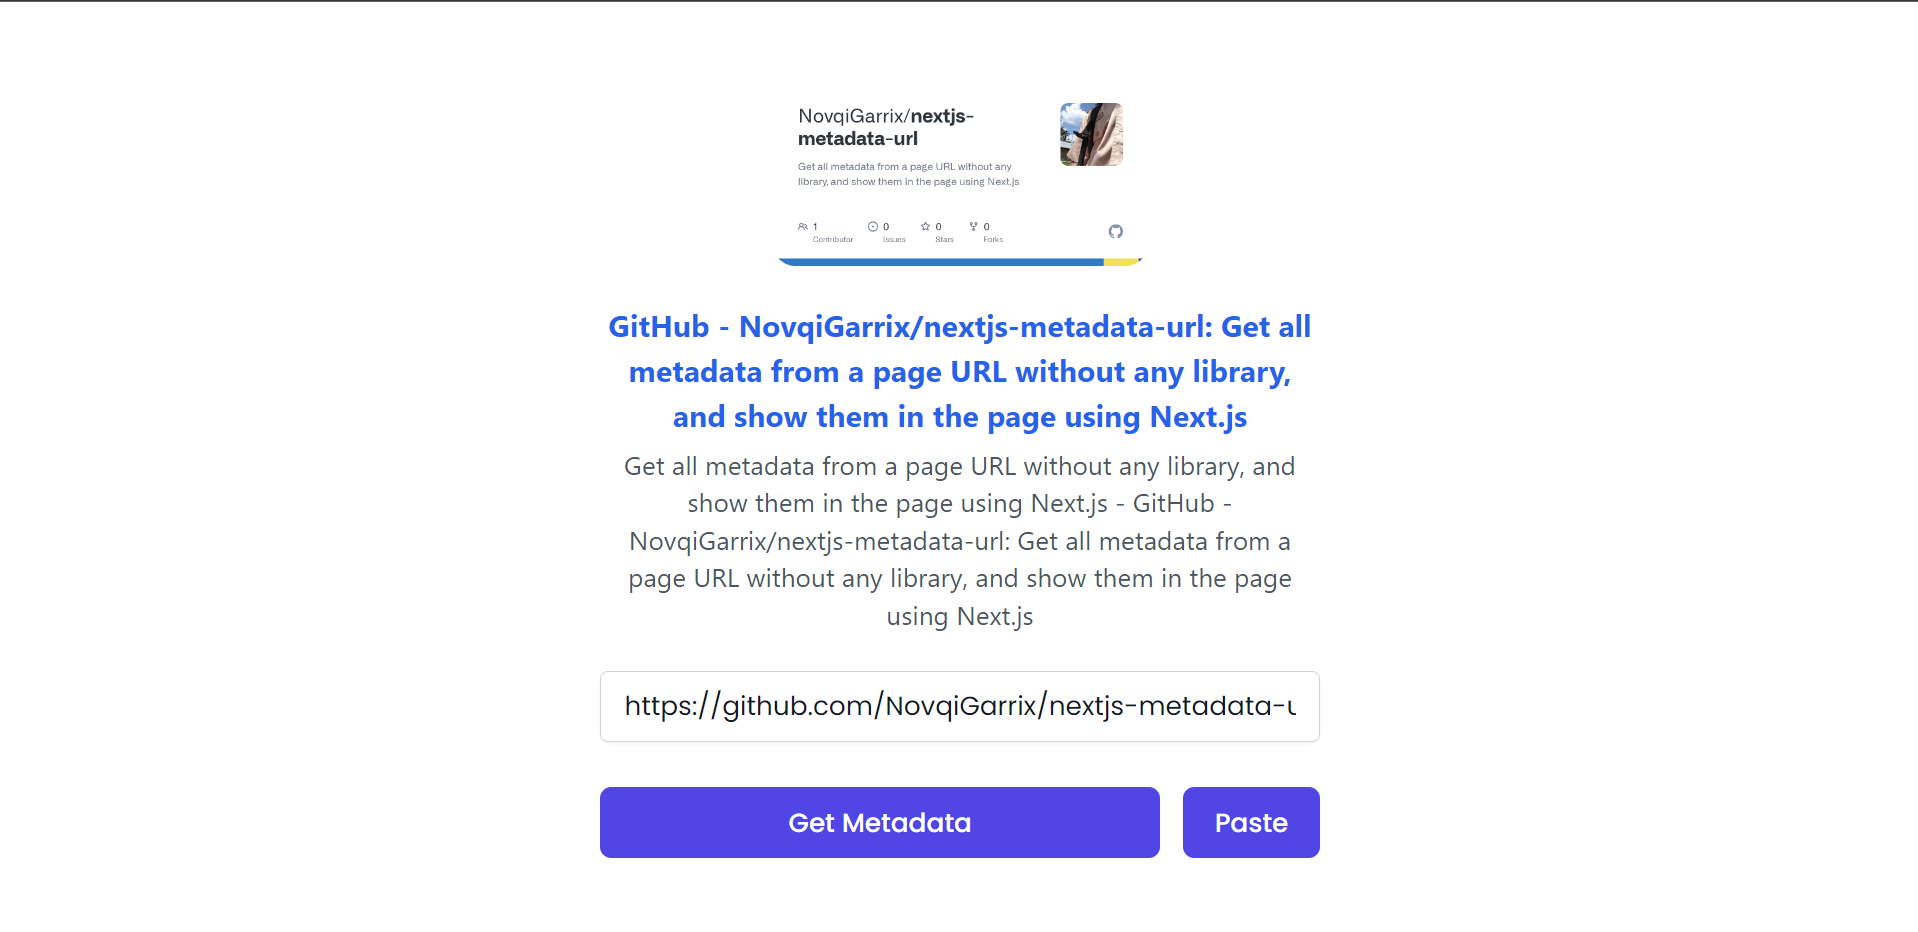 NovqiGarrix/nextjs-
metadata-url
Get all metadata from a page URL without any
library, and show them in the page using Next.js
1 0 0 0
Contributor Issues Stars Forks
GitHub - NovqiGarrix/nextjs-metadata-url: Get all
metadata from a page URL without any library,
and show them in the page using Next.js
Get all metadata from a page URL without any library, and
show them in the page using Next.js - GitHub -
NovqiGarrix/nextjs-metadata-url: Get all metadata from a
page URL without any library, and show them in the page
using Next.js
https://github.com/NovqiGarrix/nextjs-metadata-u
Get Metadata Paste